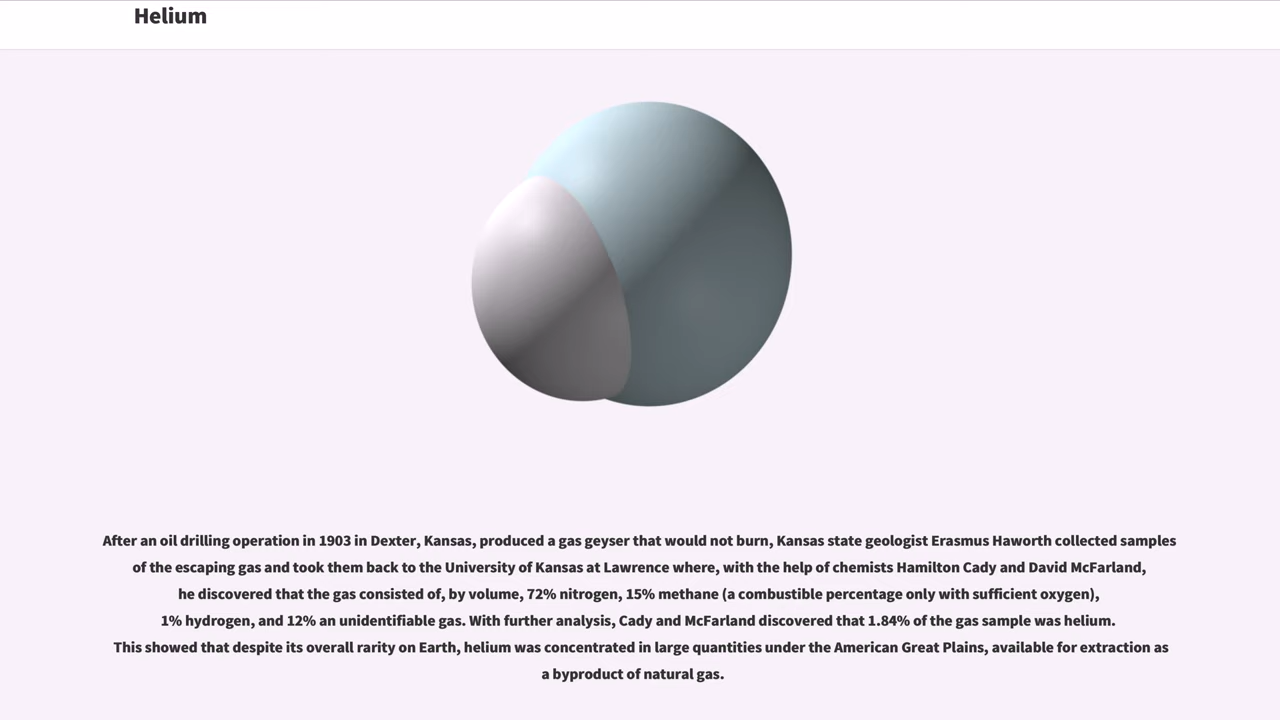 Helium
After an oil drilling operation in 1903 in Dexter, Kansas, produced a gas geyser that would not burn, Kansas state geologist Erasmus Haworth collected samples
of the escaping gas and took them back to the University of Kansas at Lawrence where, with the help of chemists Hamilton Cady and David McFarland,
he discovered that the gas consisted of, by volume, 72% nitrogen, 15% methane (a combustible percentage only with sufficient oxygen),
1% hydrogen, and 12% an unidentifiable gas. With further analysis, Cady and McFarland discovered that 1.84% of the gas sample was helium.
This showed that despite its overall rarity on Earth, helium was concentrated in large quantities under the American Great Plains, available for extraction as
a byproduct of natural gas.